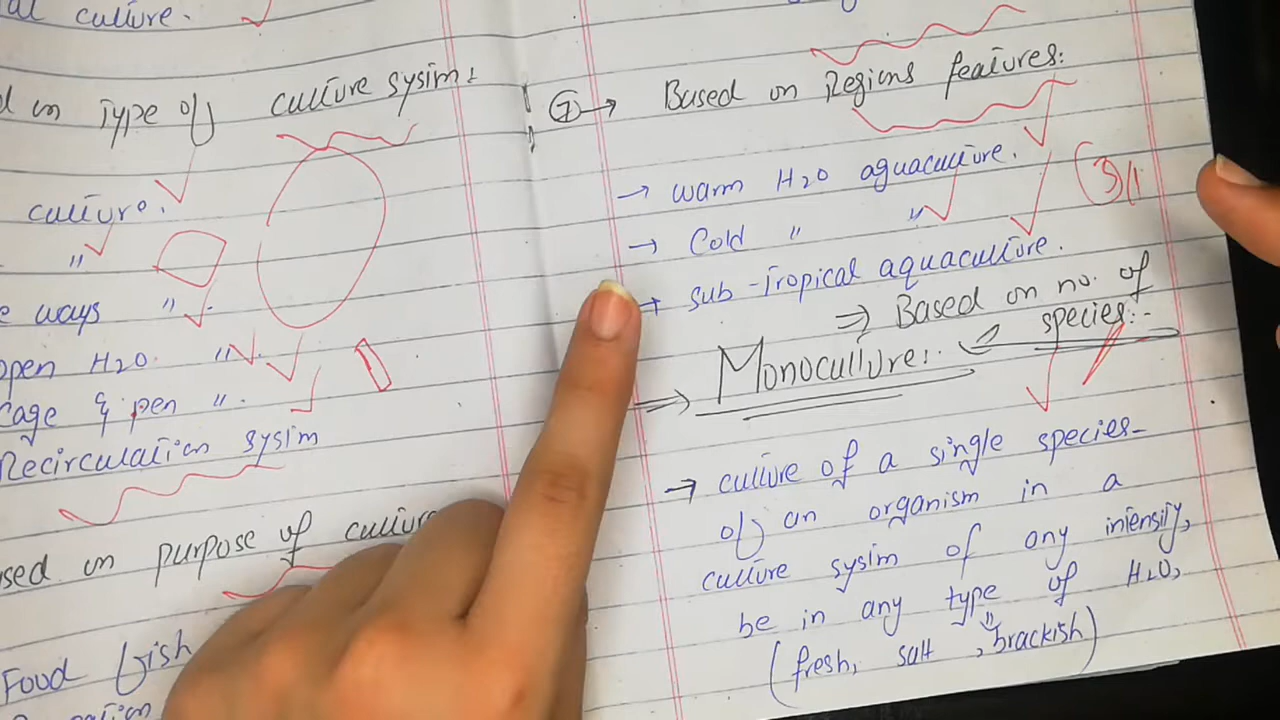 culture.
on Type of culture sysim:
culture.
"
ways "
open H2O "
Cage & pen ".
Recirculation sysim
on purpose of
Food fish
⑦→ Based on Regions features:
→ warm H2O aquaculture.
→ Cold " "
→ sub-Tropical aquaculture.
⇒ Based on no. of
species:-
⇒ Monoculture:
→ culture of a single species
of an organism in a
culture sysim of any intensity,
be in any type of H2O,
(fresh, salt, brackish)
3/1